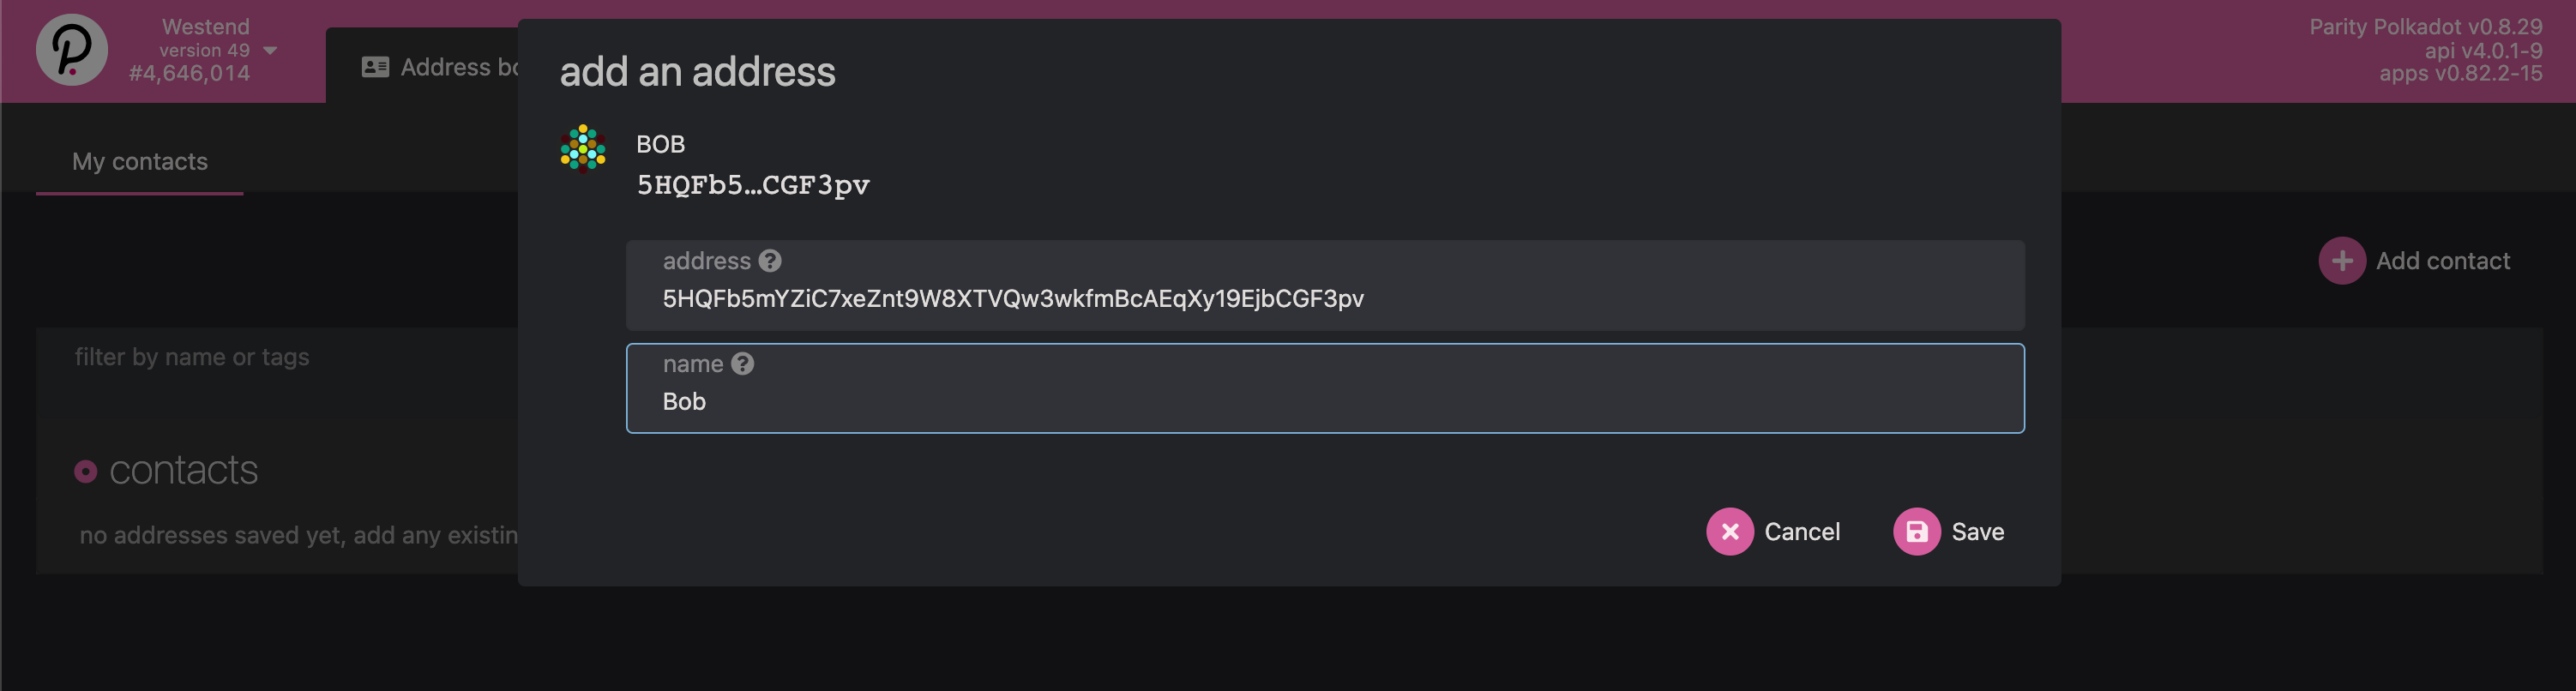 Westend
version 49
#4,646,014
Address bo
Parity Polkadot v0.8.29
api v4.0.1-9
apps v0.82.2-15
My contacts
add an address
BOB
5HQFb5…CGF3pv
address
5HQFb5mYZiC7xeZnt9W8XTVQw3wkfmBcAEqXy19EjbCGF3pv
name
Bob
Cancel
Save
Add contact
filter by name or tags
contacts
no addresses saved yet, add any existin